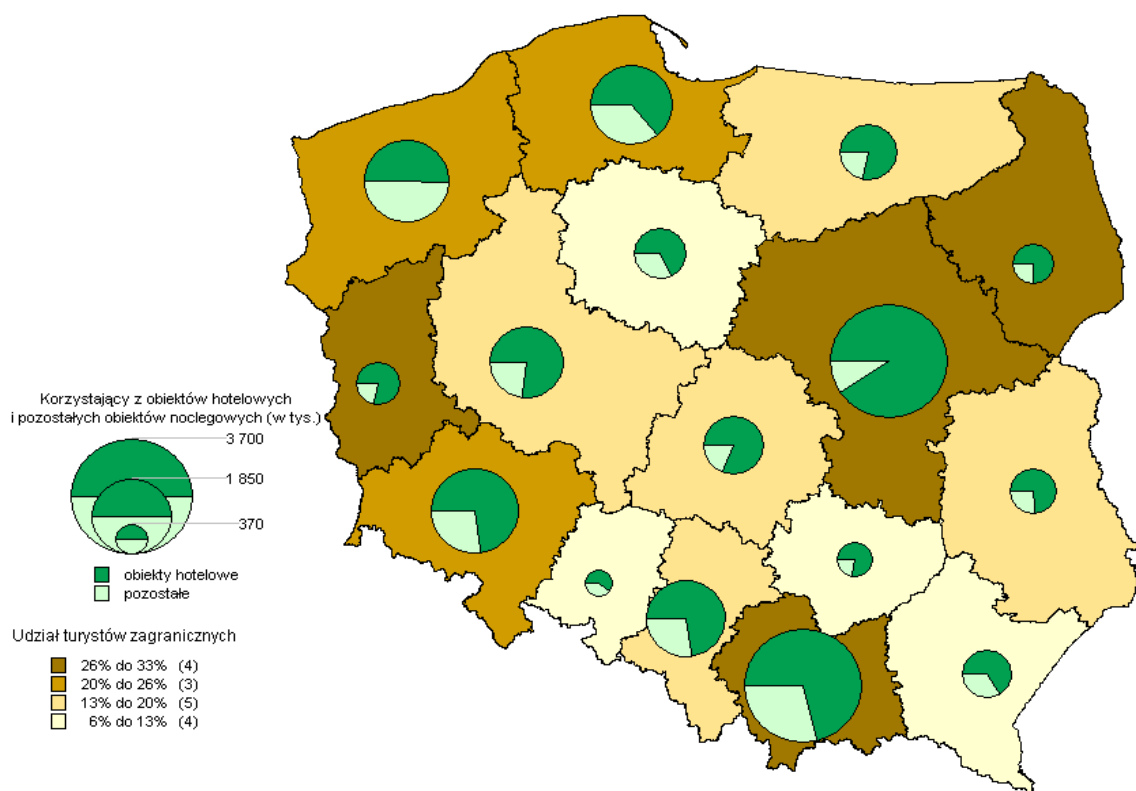 Korzystający z obiektów hotelowych
i pozostałych obiektów noclegowych (w tys.)
3 700
1 850
370
obiekty hotelowe
pozostałe
Udział turystów zagranicznych
26% do 33% (4)
20% do 26% (3)
13% do 20% (5)
6% do 13% (4)